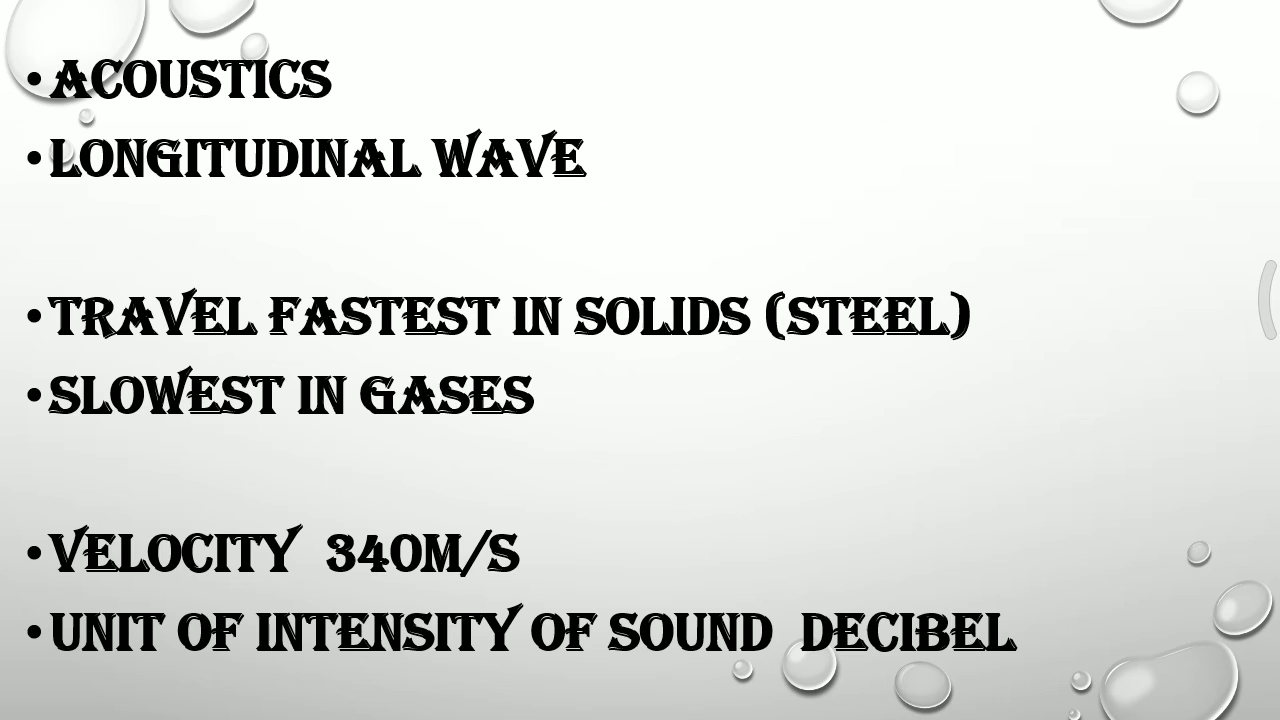 • ACOUSTICS
• LONGITUDINAL WAVE
• TRAVEL FASTEST IN SOLIDS (STEEL)
• SLOWEST IN GASES
• VELOCITY 340M/S
• UNIT OF INTENSITY OF SOUND DECIBEL